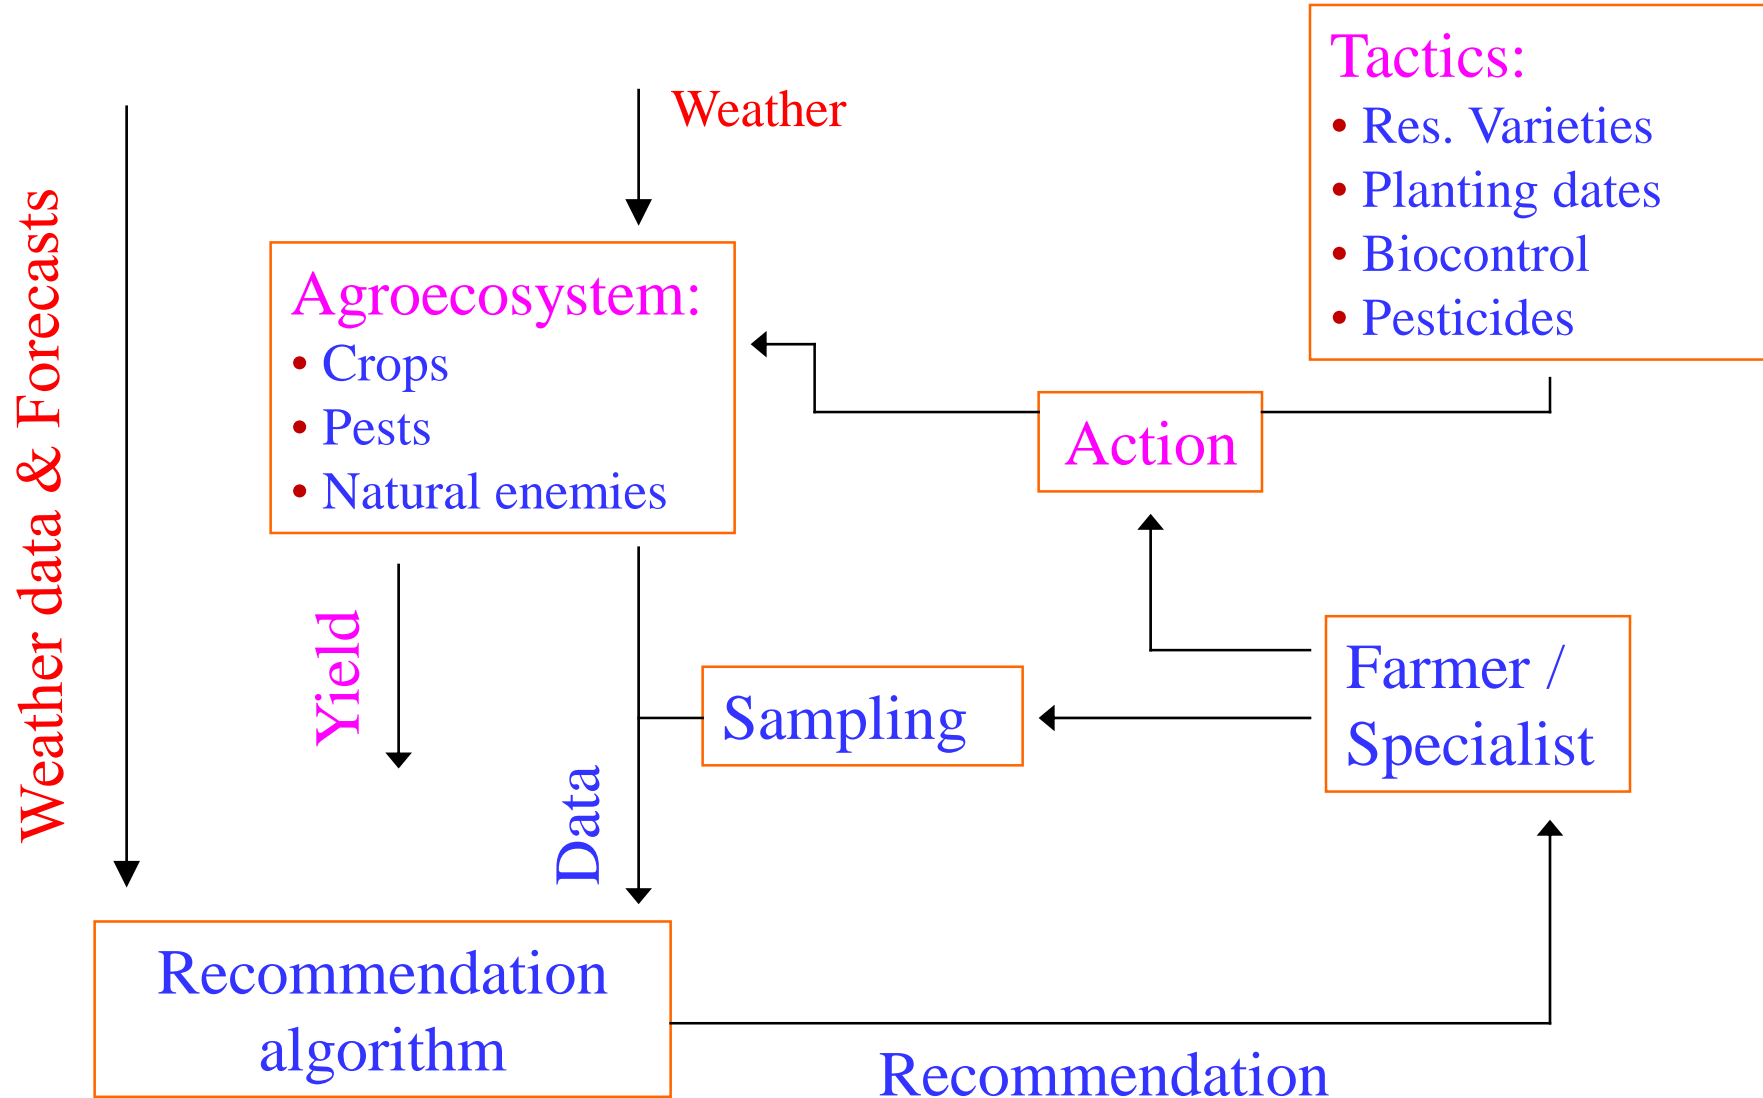 Tactics:
• Res. Varieties
• Planting dates
• Biocontrol
• Pesticides
Weather
Weather data & Forecasts
Agroecosystem:
• Crops
• Pests
• Natural enemies
Action
Yield
Data
Sampling
Farmer /
Specialist
Recommendation
algorithm
Recommendation